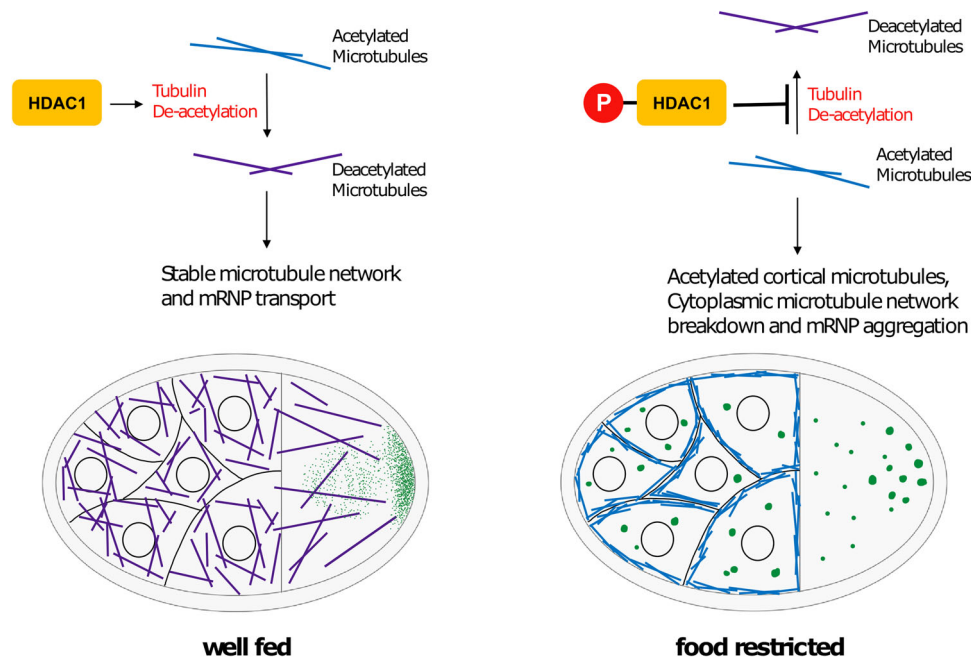 Acetylated
Microtubules
HDAC1
Tubulin
De-acetylation
Deacetylated
Microtubules
Stable microtubule network
and mRNP transport
well fed
Deacetylated
Microtubules
P
HDAC1
Tubulin
De-acetylation
Acetylated
Microtubules
Acetylated cortical microtubules,
Cytoplasmic microtubule network
breakdown and mRNP aggregation
food restricted